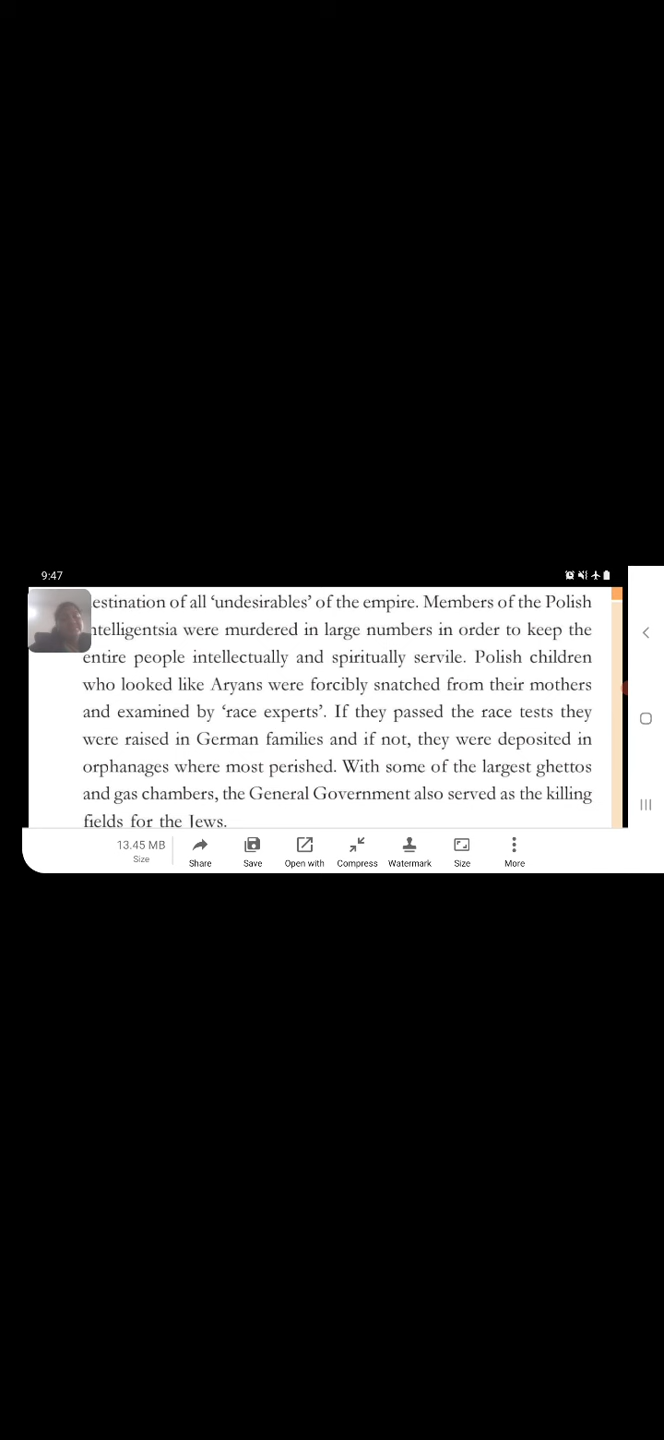 9:47
estination of all ‘undesirables’ of the empire. Members of the Polish
ntelligentsia were murdered in large numbers in order to keep the
entire people intellectually and spiritually servile. Polish children
who looked like Aryans were forcibly snatched from their mothers
and examined by ‘race experts’. If they passed the race tests they
were raised in German families and if not, they were deposited in
orphanages where most perished. With some of the largest ghettos
and gas chambers, the General Government also served as the killing
fields for the Jews.
13.45 MB
Size
Share Save Open with Compress Watermark Size More